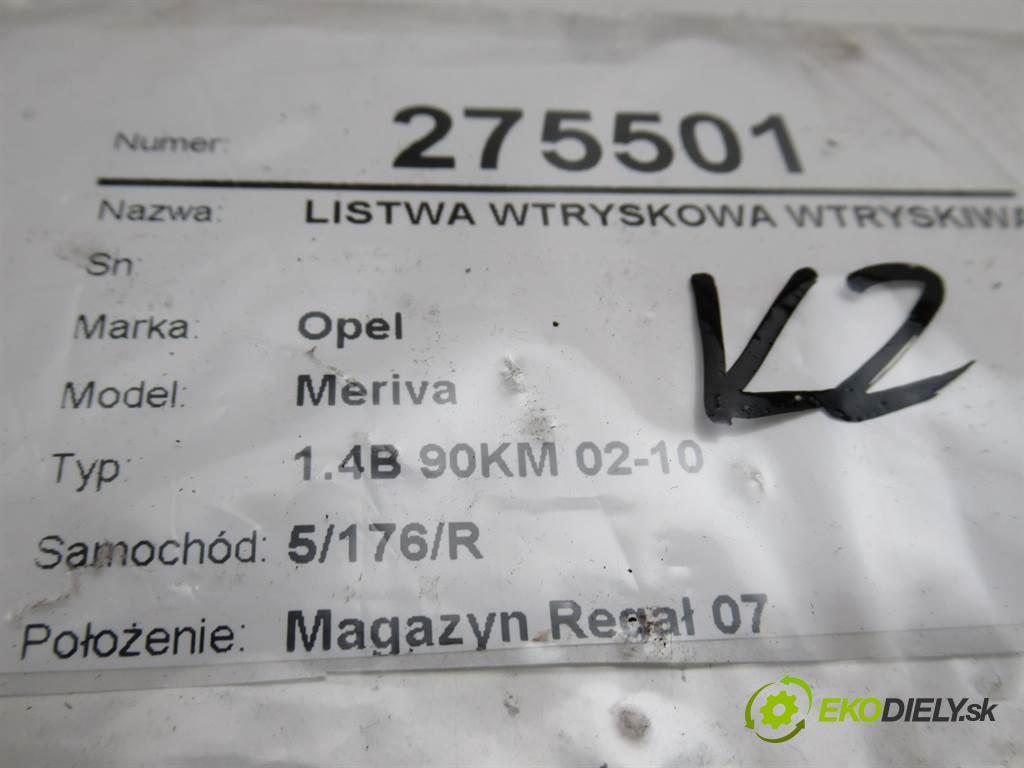 Numer: 275501
Nazwa: LISTWA WTRYSKOWA WTRYSKIWA
Sn:
Marka: Opel
Model: Meriva
Typ: 1.4B 90KM 02-10
Samochód: 5/176/R
Położenie: Magazyn Regał 07
V2
EKODIELY.sk